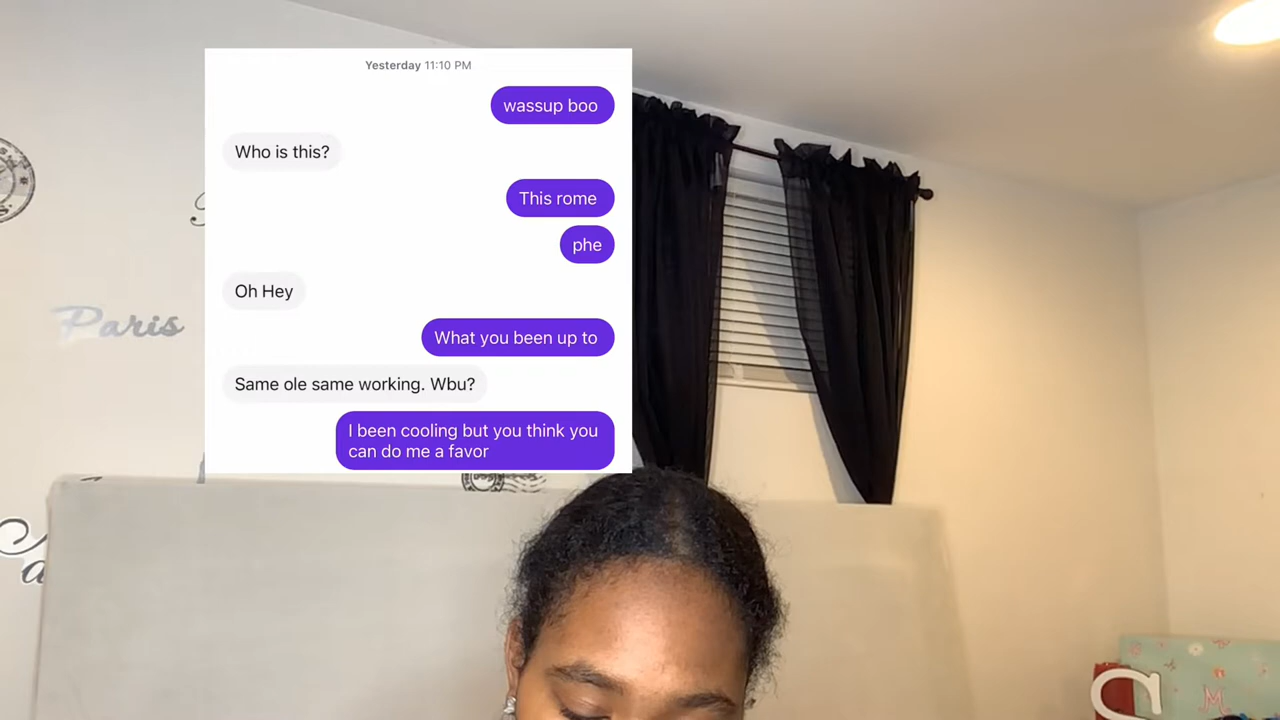 Yesterday 11:10 PM
wassup boo
Who is this?
This rome
phe
Oh Hey
What you been up to
Same ole same working. Wbu?
I been cooling but you think you
can do me a favor
Paris
M